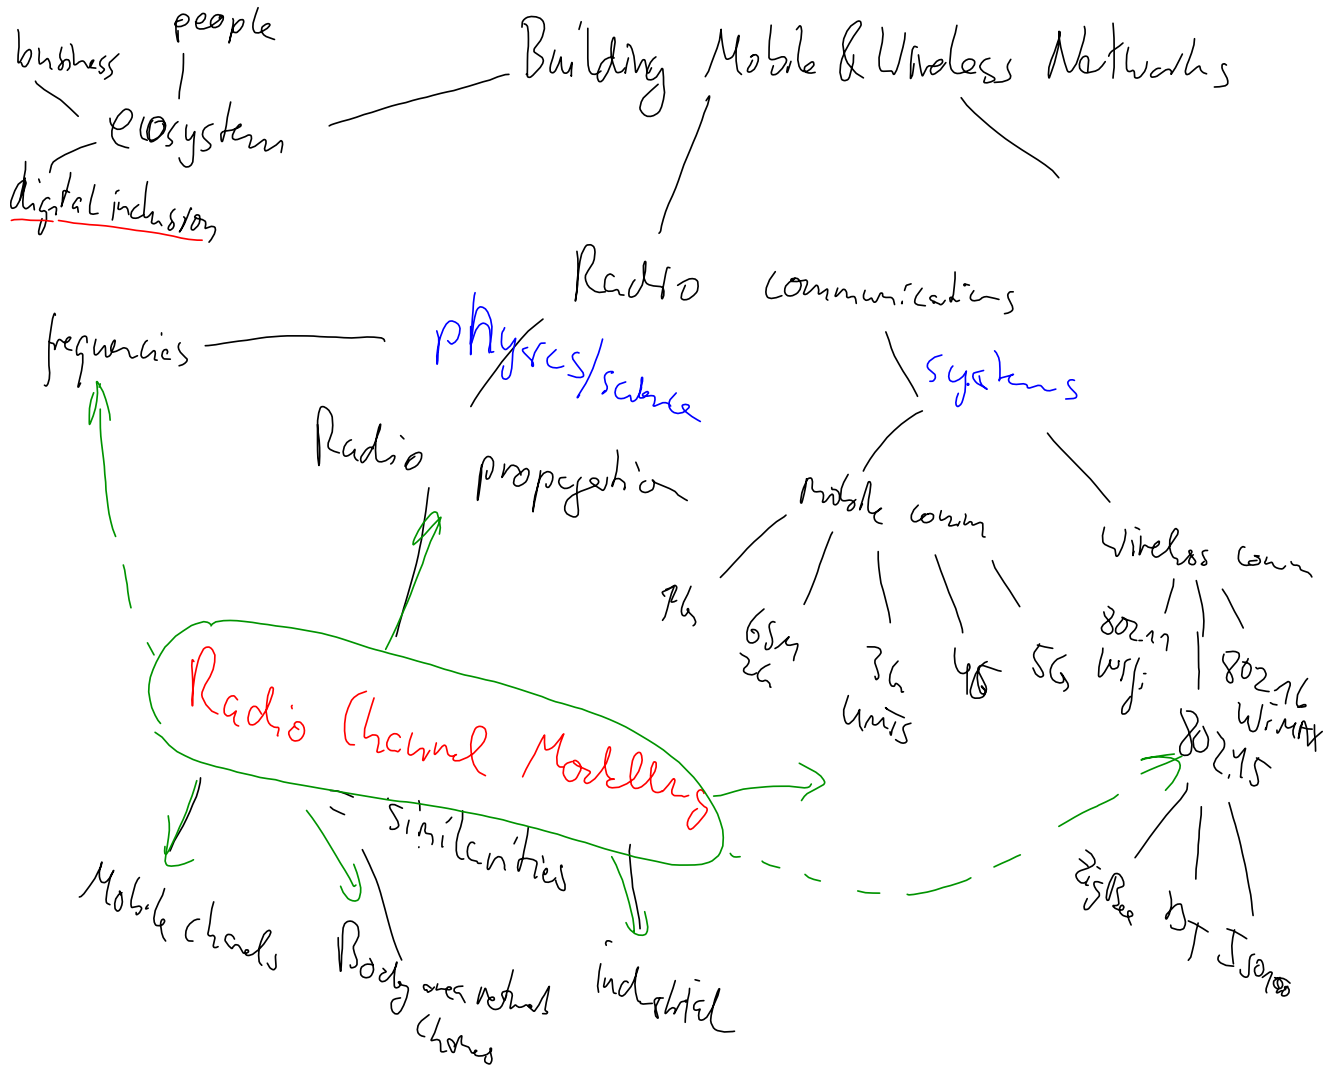 people
business
Building Mobile & Wireless Networks
ecosystem
digital inclusion
Radio communications
frequencies
physics/science
systems
Radio propagation
Mobile comm
Wireless comm
GSM
2G
3G
UMTS
4G
5G
802.11
Wifi
802.16
WiMAX
802.15
Radio Channel Modelling
similarities
ZigBee
BT
Mobile channels
Body area network
channels
industrial